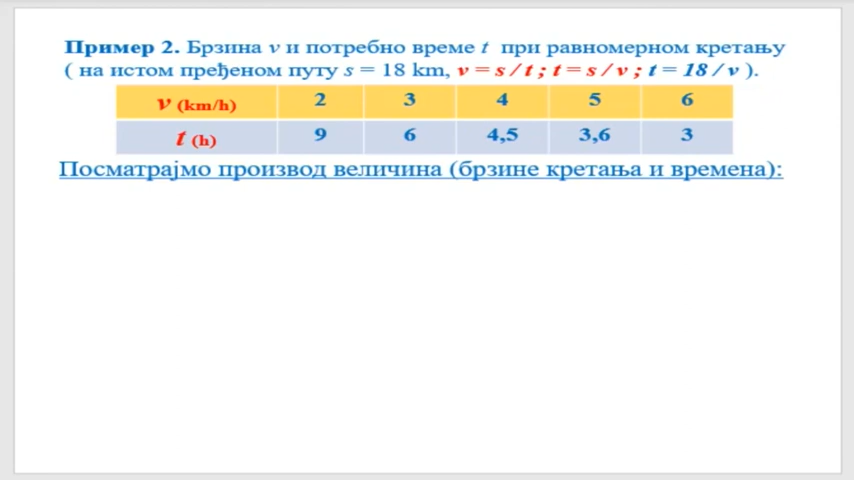 Пример 2. Брзина v и потребно време t при равномерном кретању
( на истом пређеном путу s = 18 km, v = s / t ; t = s / v ; t = 18 / v ).
v (km/h) 2 3 4 5 6
t (h) 9 6 4,5 3,6 3
Посматрајмо производ величина (брзине кретања и времена):